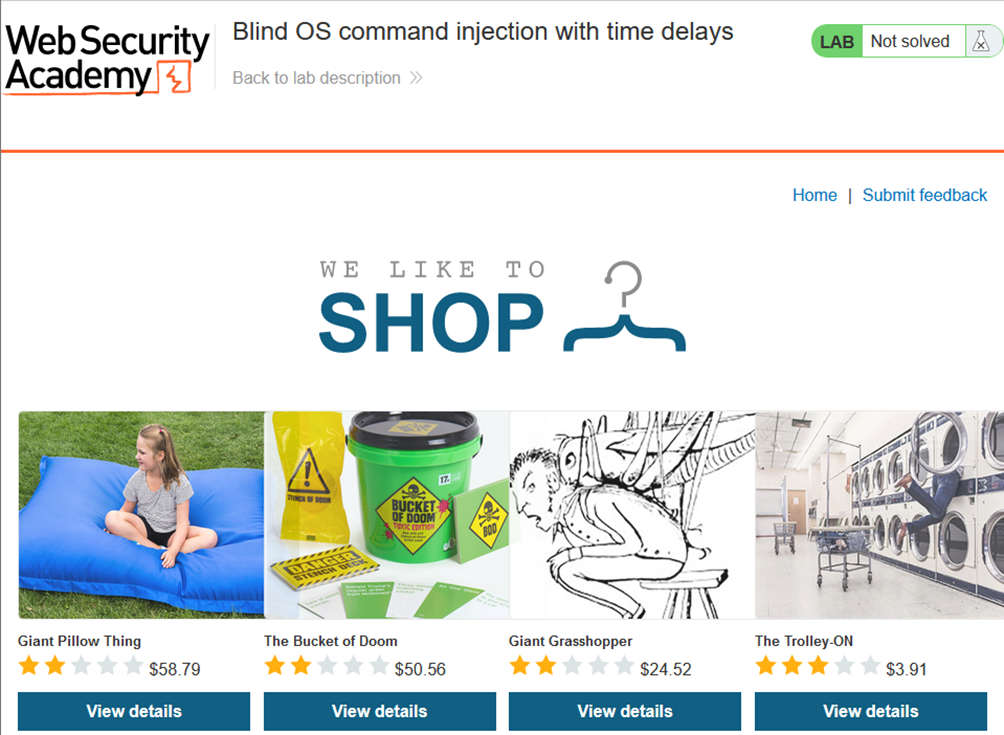 Web Security
Academy
Blind OS command injection with time delays
Back to lab description
LAB Not solved
Home | Submit feedback
WE LIKE TO
SHOP
STENCH OF DOOM
17.
BUCKET
OF DOOM
TOXIC EDITION
DANGER
STENCH DECK
BOD
Giant Pillow Thing
The Bucket of Doom
Giant Grasshopper
The Trolley-ON
$58.79
$50.56
$24.52
$3.91
View details
View details
View details
View details